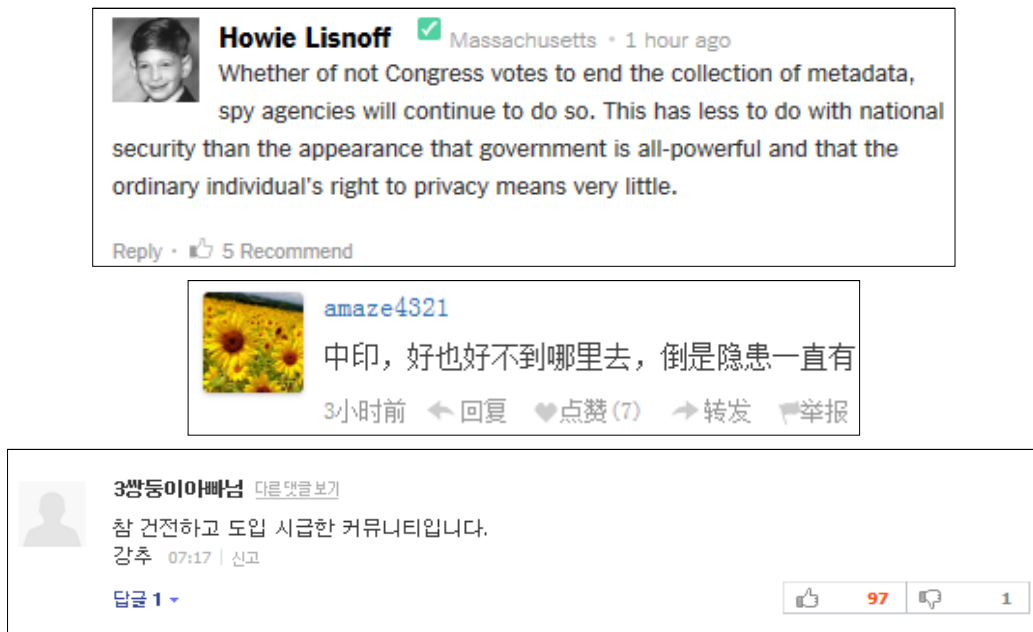 Howie Lisnoff Massachusetts • 1 hour ago
Whether of not Congress votes to end the collection of metadata,
spy agencies will continue to do so. This has less to do with national
security than the appearance that government is all-powerful and that the
ordinary individual's right to privacy means very little.
Reply • 5 Recommend
amaze4321
中印，好也好不到哪里去，倒是隐患一直有
3小时前 回复 点赞(7) 转发 举报
3쌍둥이아빠님 다른댓글보기
참 건전하고 도입 시급한 커뮤니티입니다.
강추 07:17 | 신고
답글 1 97 1